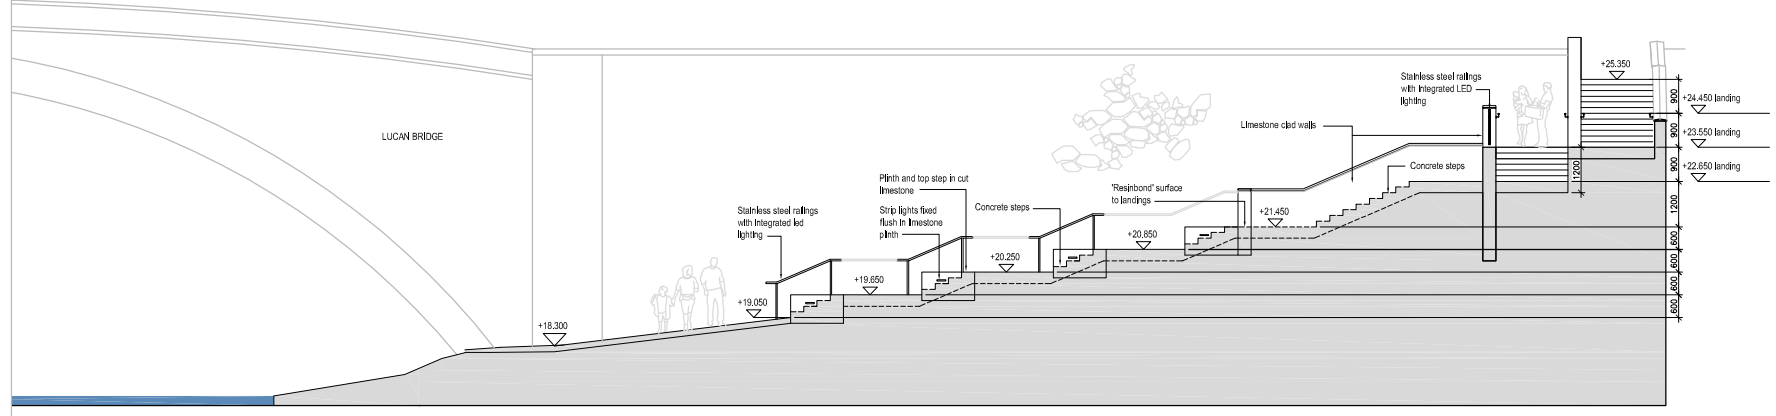 LUCAN BRIDGE
+18.300
+19.050
Stainless steel railings
with integrated led
lighting
+19.650
Plinth and top step in cut
limestone
Strip lights fixed
flush in limestone
plinth
+20.250
Concrete steps
+20.850
'Resinbond' surface
to landings
+21.450
Limestone clad walls
Concrete steps
Stainless steel railings
with integrated LED
lighting
+25.350
1200
900
900
900
1200
600
600
600
600
+24.450 landing
+23.550 landing
+22.650 landing